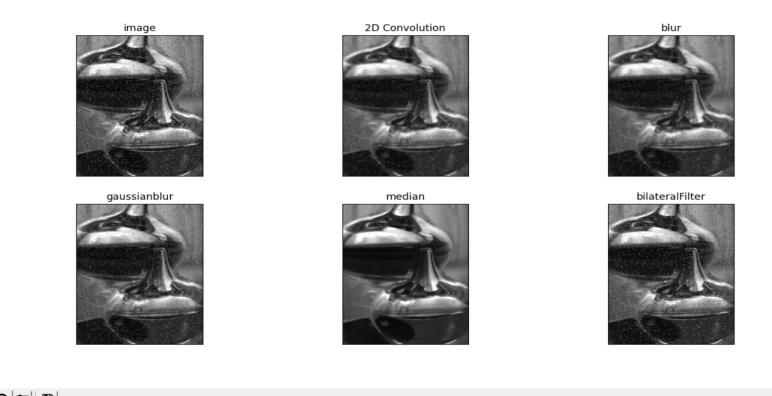 image
2D Convolution
blur
gaussianblur
median
bilateralFilter